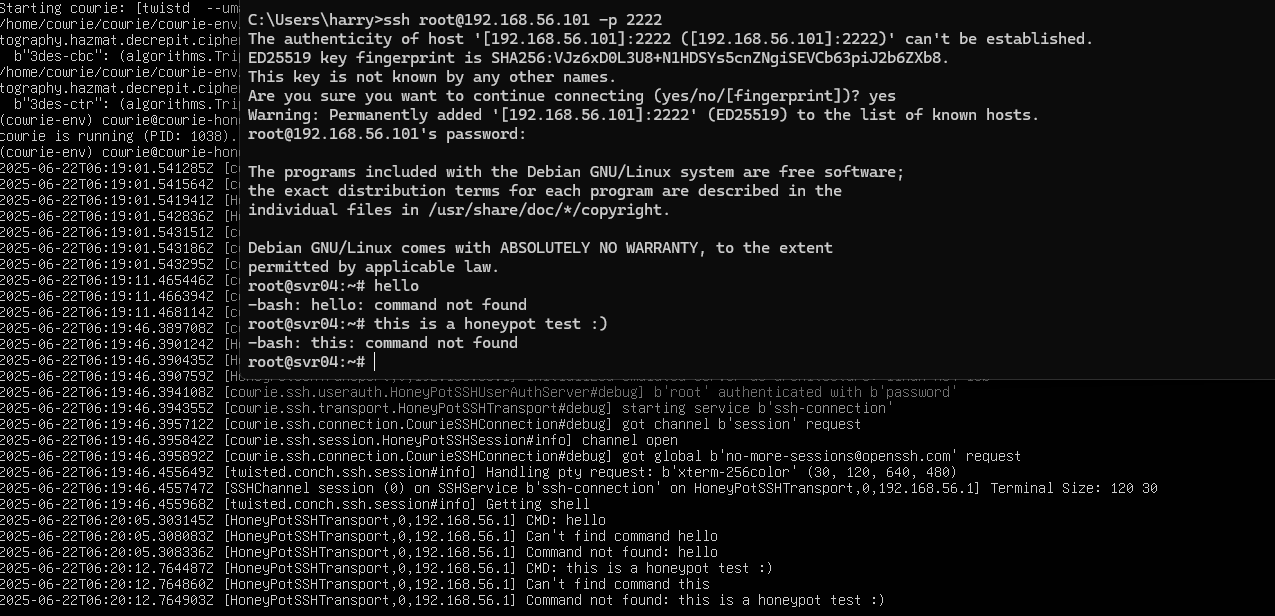 Starting cowrie: [twistd --um
/home/cowrie/cowrie/cowrie-env
tography.hazmat.decrepit.ciphe
b"3des-cbc": (algorithms.Tri
/home/cowrie/cowrie/cowrie-env
tography.hazmat.decrepit.ciphe
b"3des-ctr": (algorithms.Tri
(cowrie-env) cowrie@cowrie-hon
cowrie is running (PID: 1038).
(cowrie-env) cowrie@cowrie-hon
2025-06-22T06:19:01.541285Z [c
2025-06-22T06:19:01.541564Z [c
2025-06-22T06:19:01.541941Z [H
2025-06-22T06:19:01.542836Z [H
2025-06-22T06:19:01.543151Z [c
2025-06-22T06:19:01.543186Z [c
2025-06-22T06:19:01.543295Z [c
2025-06-22T06:19:11.465446Z [c
2025-06-22T06:19:11.466394Z [c
2025-06-22T06:19:11.468114Z [c
2025-06-22T06:19:46.389708Z [c
2025-06-22T06:19:46.390124Z [H
2025-06-22T06:19:46.390435Z [H
2025-06-22T06:19:46.390759Z
2025-06-22T06:19:46.394108Z [cowrie.ssh.userauth.HoneyPotSSHUserAuthServer#debug] b'root' authenticated with b'password'
2025-06-22T06:19:46.394355Z [cowrie.ssh.transport.HoneyPotSSHTransport#debug] starting service b'ssh-connection'
2025-06-22T06:19:46.395712Z [cowrie.ssh.connection.CowrieSSHConnection#debug] got channel b'session' request
2025-06-22T06:19:46.395842Z [cowrie.ssh.session.HoneyPotSSHSession#info] channel open
2025-06-22T06:19:46.395892Z [cowrie.ssh.connection.CowrieSSHConnection#debug] got global b'no-more-sessions@openssh.com' request
2025-06-22T06:19:46.455649Z [twisted.conch.ssh.session#info] Handling pty request: b'xterm-256color' (30, 120, 640, 480)
2025-06-22T06:19:46.455747Z [SSHChannel session (0) on SSHService b'ssh-connection' on HoneyPotSSHTransport,0,192.168.56.1] Terminal Size: 120 30
2025-06-22T06:19:46.455968Z [twisted.conch.ssh.session#info] Getting shell
2025-06-22T06:20:05.303145Z [HoneyPotSSHTransport,0,192.168.56.1] CMD: hello
2025-06-22T06:20:05.308083Z [HoneyPotSSHTransport,0,192.168.56.1] Can't find command hello
2025-06-22T06:20:05.308336Z [HoneyPotSSHTransport,0,192.168.56.1] Command not found: hello
2025-06-22T06:20:12.764487Z [HoneyPotSSHTransport,0,192.168.56.1] CMD: this is a honeypot test :)
2025-06-22T06:20:12.764860Z [HoneyPotSSHTransport,0,192.168.56.1] Can't find command this
2025-06-22T06:20:12.764903Z [HoneyPotSSHTransport,0,192.168.56.1] Command not found: this is a honeypot test :)
C:\Users\harry>ssh root@192.168.56.101 -p 2222
The authenticity of host '[192.168.56.101]:2222 ([192.168.56.101]:2222)' can't be established.
ED25519 key fingerprint is SHA256:VJz6xD0L3U8+N1HDSYs5cnZNgiSEVCb63piJ2b6ZXb8.
This key is not known by any other names.
Are you sure you want to continue connecting (yes/no/[fingerprint])? yes
Warning: Permanently added '[192.168.56.101]:2222' (ED25519) to the list of known hosts.
root@192.168.56.101's password:
The programs included with the Debian GNU/Linux system are free software;
the exact distribution terms for each program are described in the
individual files in /usr/share/doc/*/copyright.
Debian GNU/Linux comes with ABSOLUTELY NO WARRANTY, to the extent
permitted by applicable law.
root@svr04:~# hello
-bash: hello: command not found
root@svr04:~# this is a honeypot test :)
-bash: this: command not found
root@svr04:~#